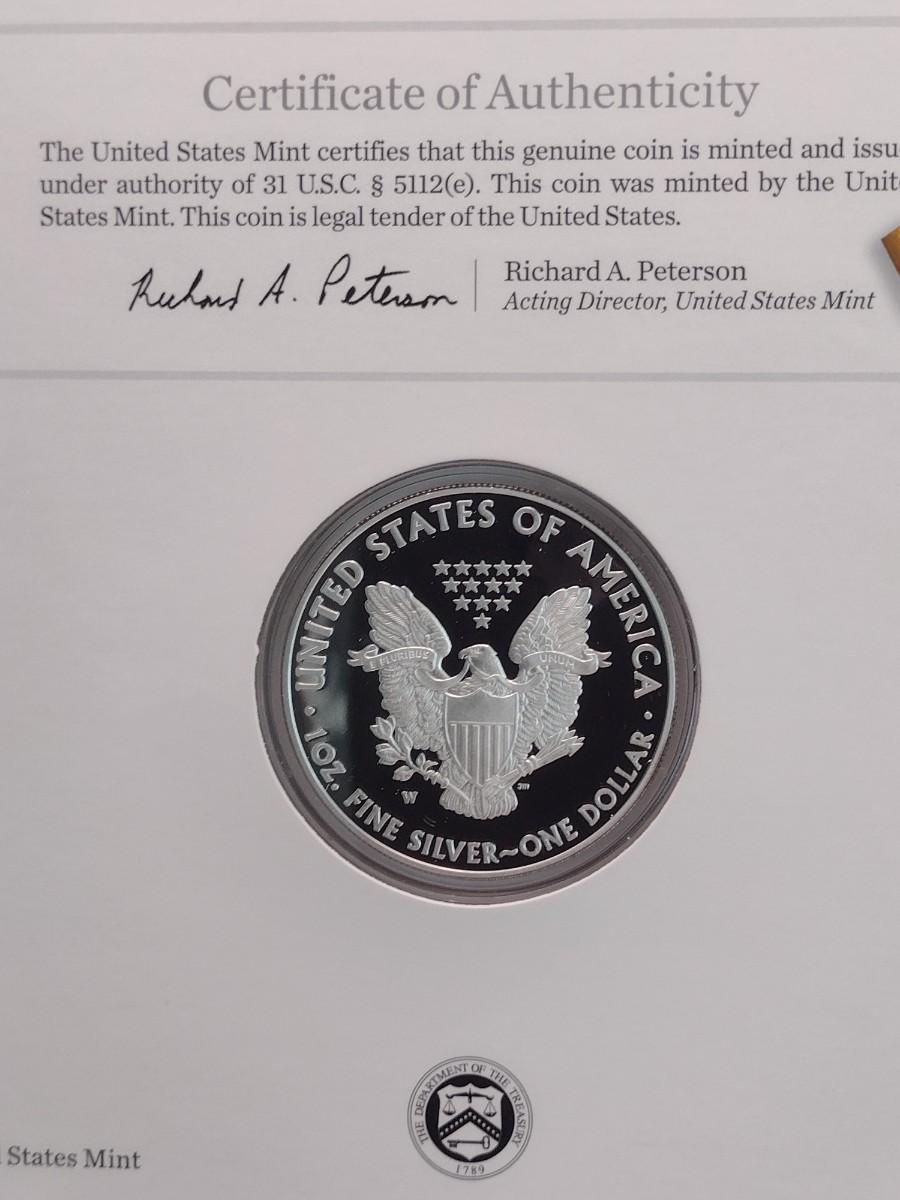 Certificate of Authenticity
The United States Mint certifies that this genuine coin is minted and issu
under authority of 31 U.S.C. § 5112(e). This coin was minted by the Unit
States Mint. This coin is legal tender of the United States.
Richard A. Peterson
Richard A. Peterson
Acting Director, United States Mint
UNITED STATES OF AMERICA
E PLURIBUS UNUM
W
1 OZ. FINE SILVER~ONE DOLLAR
THE DEPARTMENT OF THE TREASURY
1789
States Mint